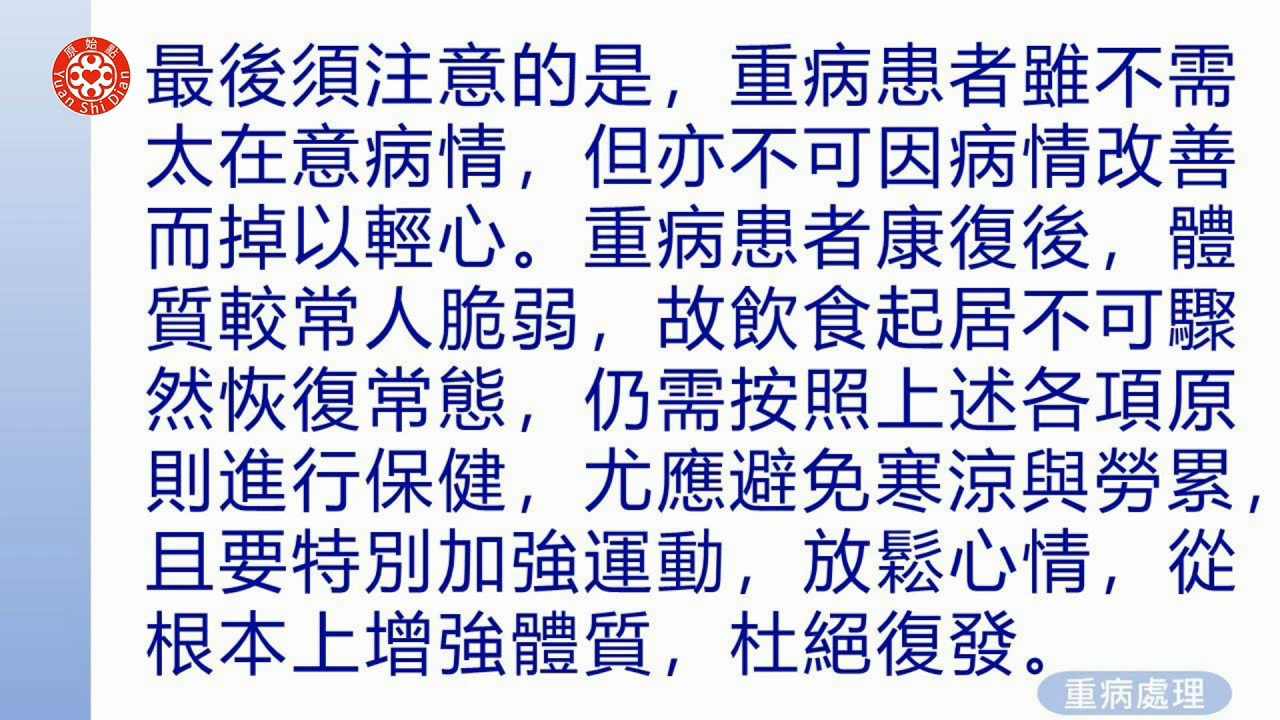 原始點
Yuan Shi Dian
最後須注意的是，重病患者雖不需
太在意病情，但亦不可因病情改善
而掉以輕心。重病患者康復後，體
質較常人脆弱，故飲食起居不可驟
然恢復常態，仍需按照上述各項原
則進行保健，尤應避免寒涼與勞累，
且要特別加強運動，放鬆心情，從
根本上增強體質，杜絕復發。
重病處理